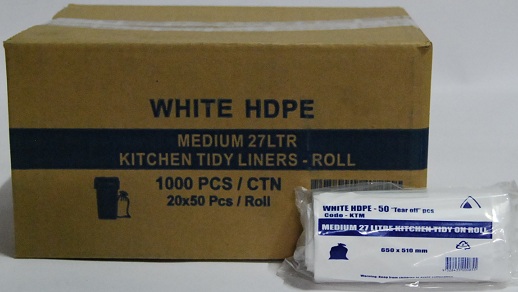 WHITE HDPE
MEDIUM 27LTR
KITCHEN TIDY LINERS - ROLL
1000 PCS / CTN
20x50 Pcs / Roll
WHITE HDPE - 50 "Tear off" pcs
Code - KTM
MEDIUM 27 LITRE KITCHEN TIDY ON ROLL
650 x 510 mm